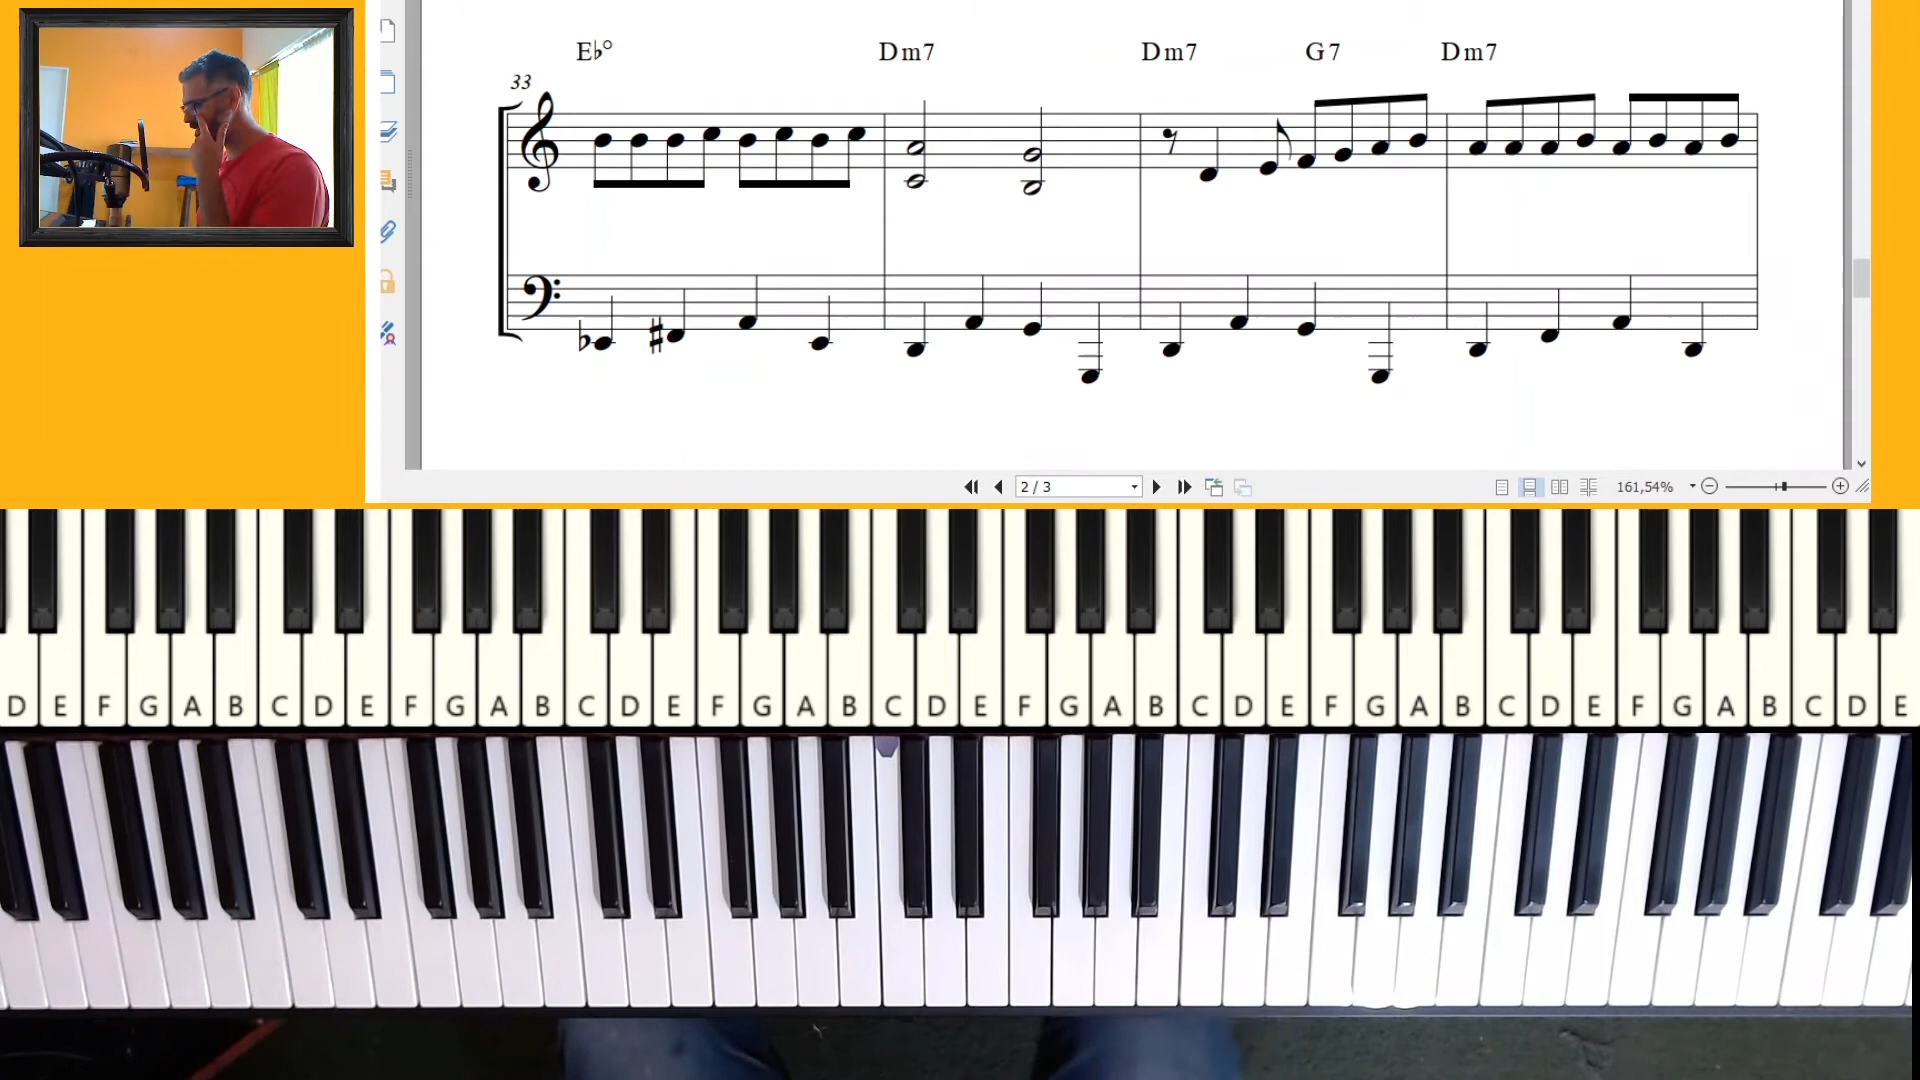 E♭° Dm7 Dm7 G7 Dm7
33
2 / 3 161,54%
D E F G A B C D E F G A B C D E F G A B C D E F G A B C D E F G A B C D E F G A B C D E